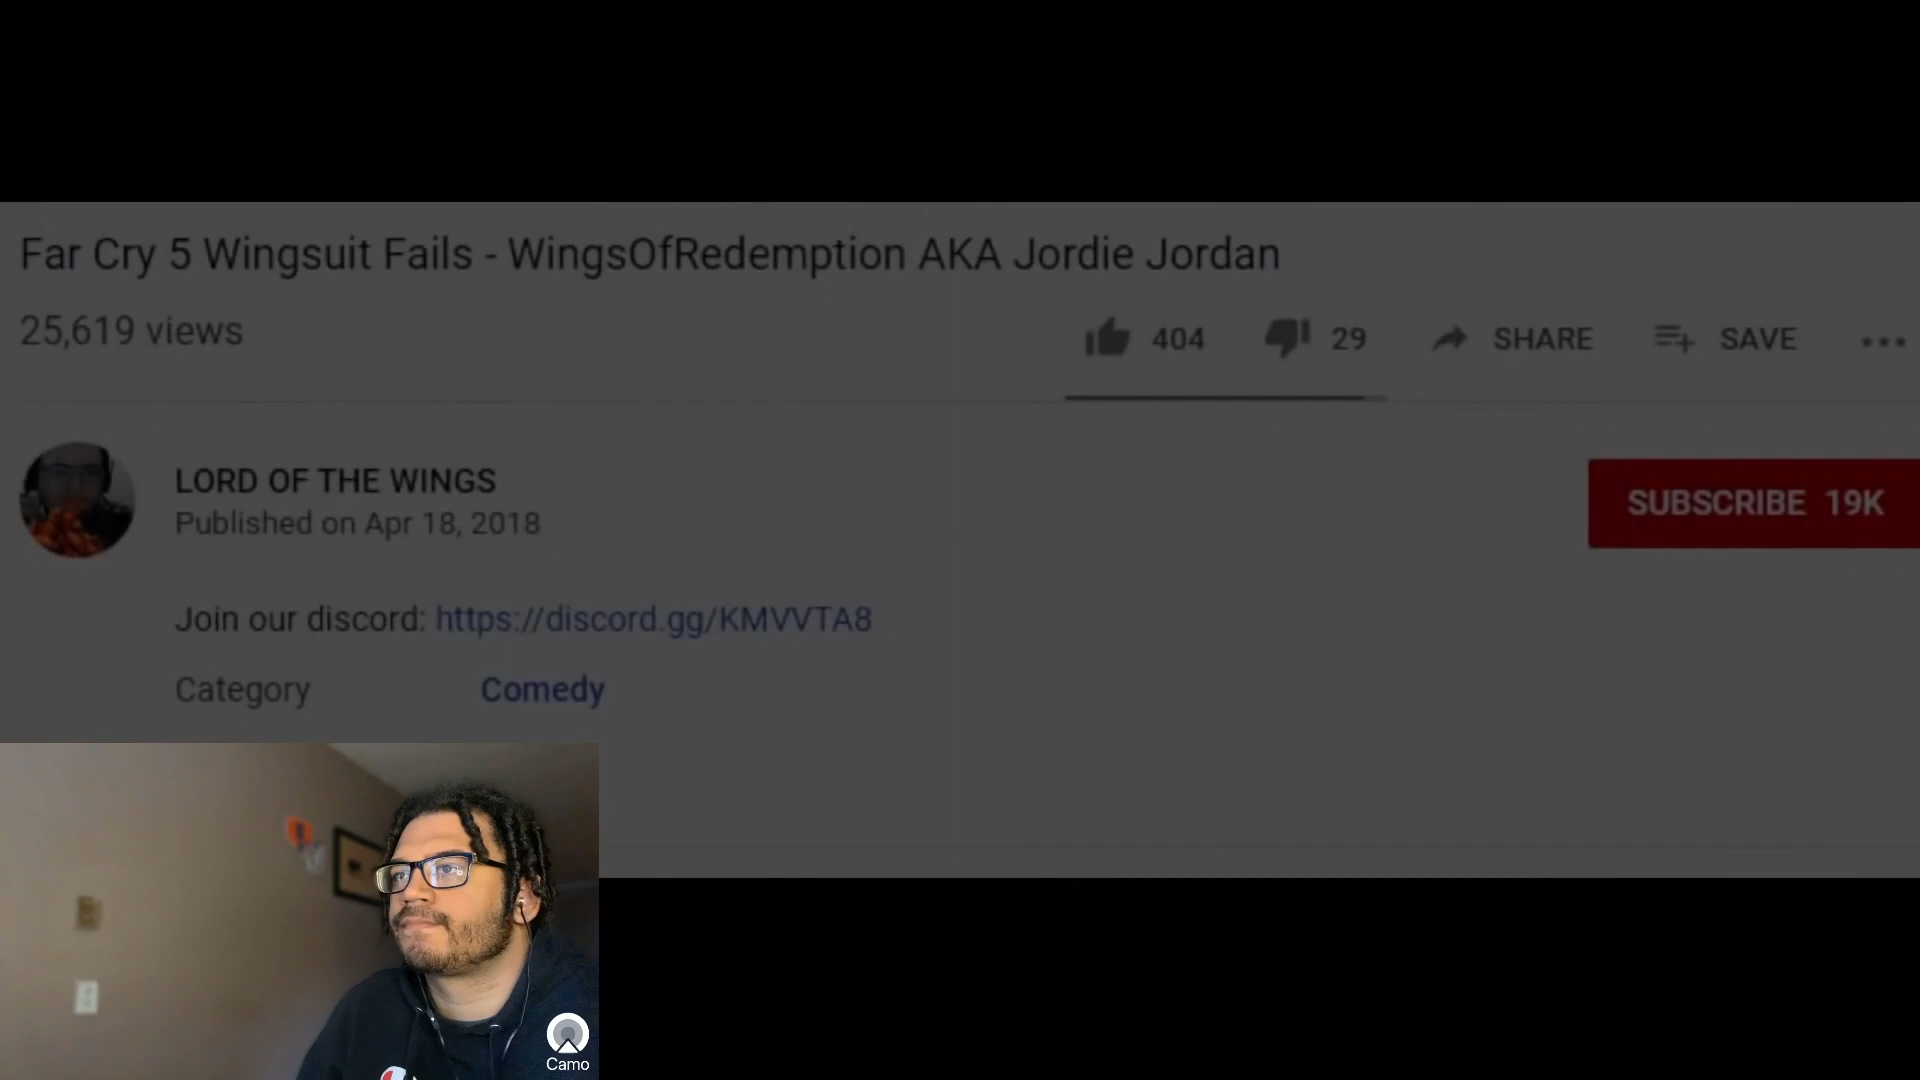 Far Cry 5 Wingsuit Fails - WingsOfRedemption AKA Jordie Jordan
25,619 views
404 29 SHARE SAVE
LORD OF THE WINGS
Published on Apr 18, 2018
SUBSCRIBE 19K
Join our discord: https://discord.gg/KMVVTA8
Category Comedy
Camo